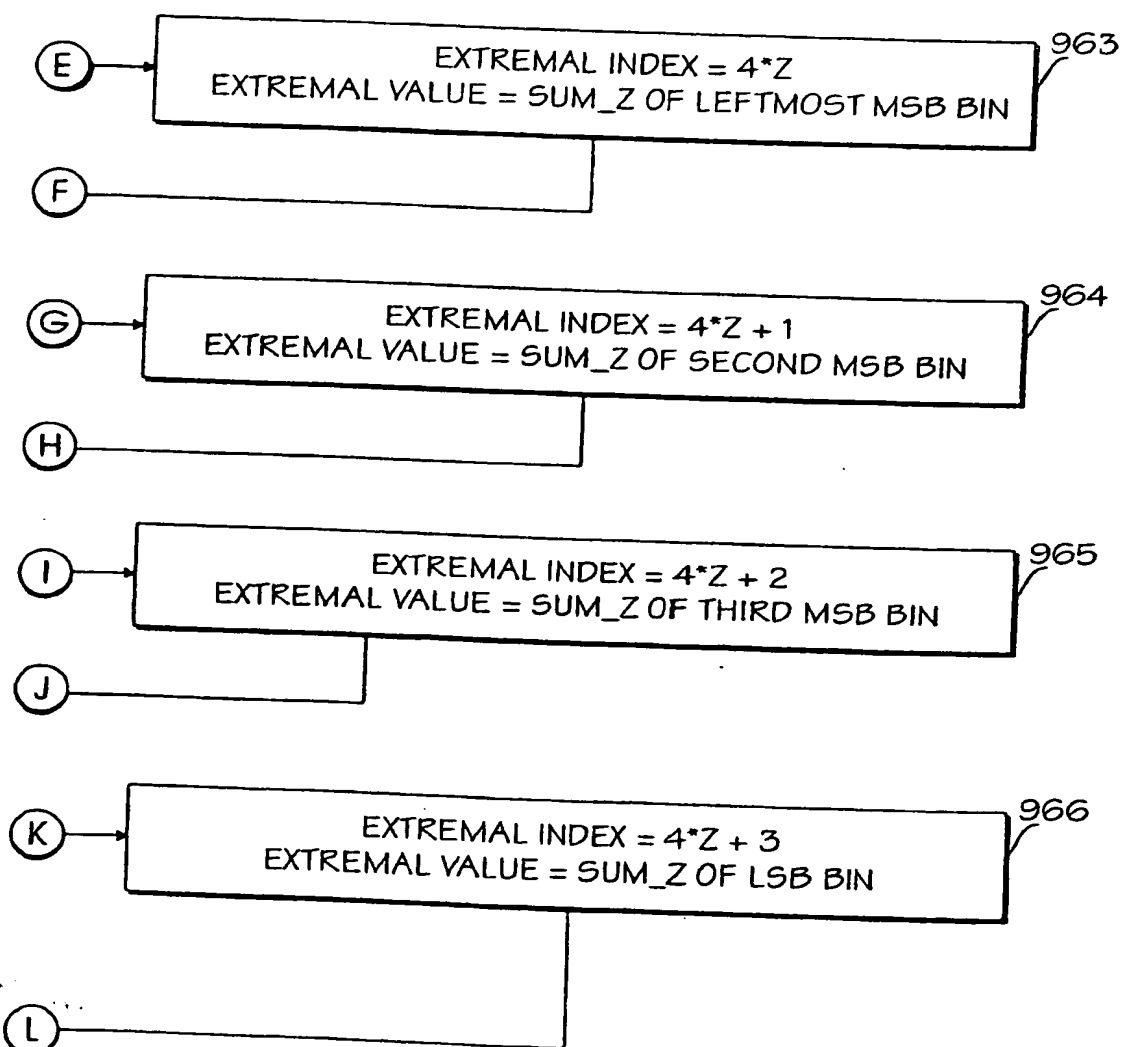 963
E
EXTREMAL INDEX = 4*Z
EXTREMAL VALUE = SUM_Z OF LEFTMOST MSB BIN
F
964
G
EXTREMAL INDEX = 4*Z + 1
EXTREMAL VALUE = SUM_Z OF SECOND MSB BIN
H
965
I
EXTREMAL INDEX = 4*Z + 2
EXTREMAL VALUE = SUM_Z OF THIRD MSB BIN
J
966
K
EXTREMAL INDEX = 4*Z + 3
EXTREMAL VALUE = SUM_Z OF LSB BIN
L